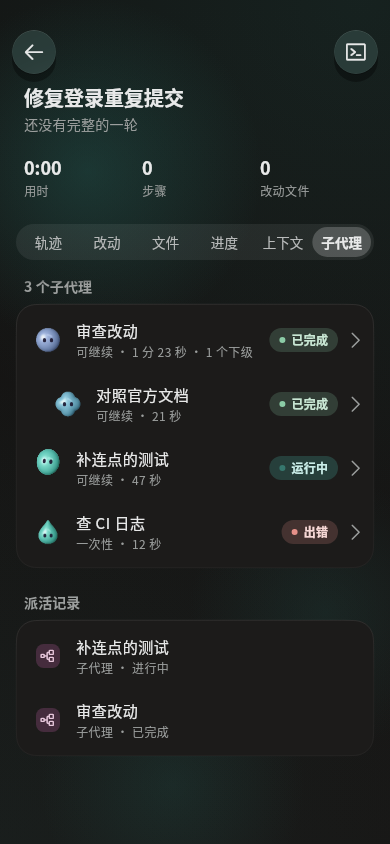 修复登录重复提交
还没有完整的一轮
0:00
用时
0
步骤
0
改动文件
轨迹 改动 文件 进度 上下文 子代理
3 个子代理
审查改动
可继续 · 1 分 23 秒 · 1 个下级
已完成
对照官方文档
可继续 · 21 秒
已完成
补连点的测试
可继续 · 47 秒
运行中
查 CI 日志
一次性 · 12 秒
出错
派活记录
补连点的测试
子代理 · 进行中
审查改动
子代理 · 已完成